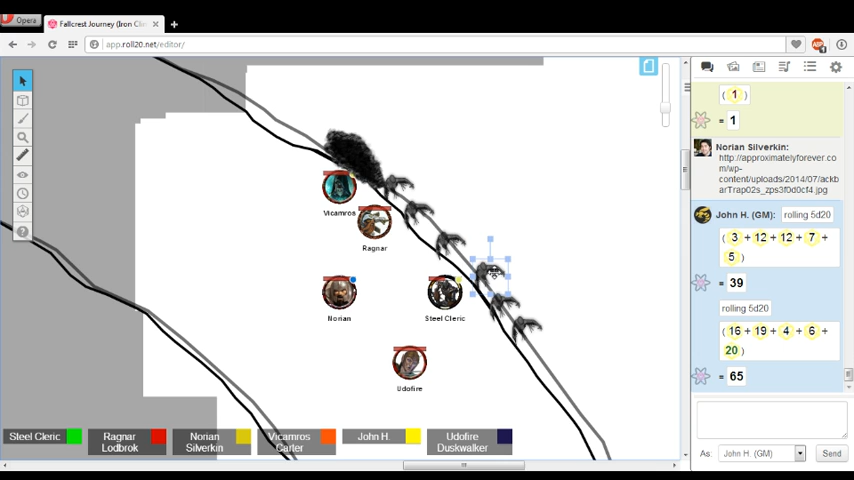 Opera
Fallcrest Journey (Iron Cli
app.roll20.net/editor/
( 1 )
= 1
Norian Silverkin:
http://approximatelyforever.com/wp-
content/uploads/2014/07/ack
barTrap02s_zps3f0d0cf4.jpg
John H. (GM): rolling 5d20
( 3 + 12 + 12 + 7 +
5 )
= 39
rolling 5d20
( 16 + 19 + 4 + 6 +
20 )
= 65
As: John H. (GM) Send
Vicamros
Ragnar
Norian
Steel Cleric
Udofire
Steel Cleric
Ragnar
Lodbrok
Norian
Silverkin
Vicamros
Carter
John H.
Udofire
Duskwalker